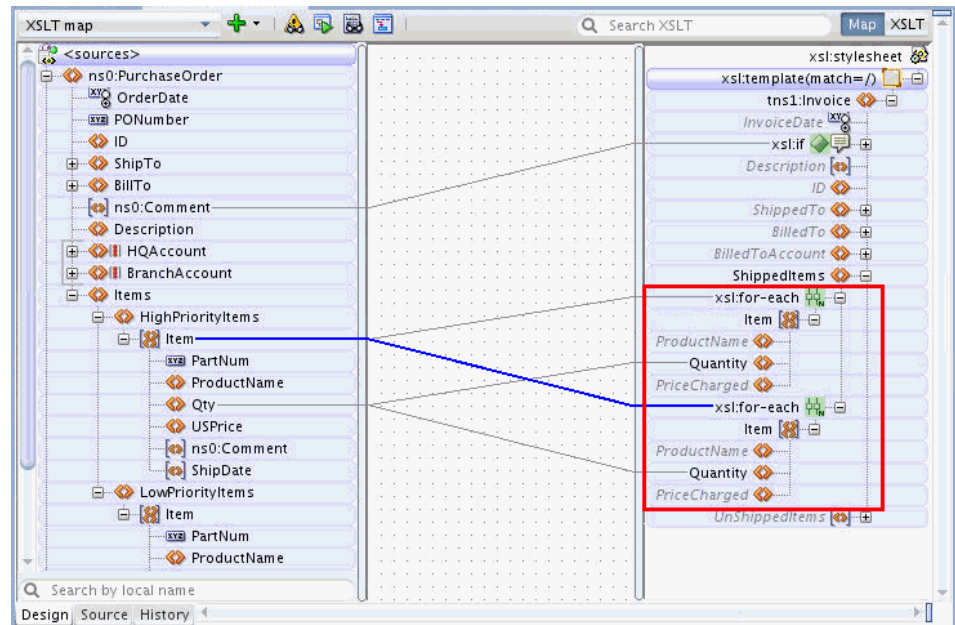 XSLT map
Search XSLT
Map XSLT
<sources>
ns0:PurchaseOrder
OrderDate
PONumber
ID
ShipTo
BillTo
ns0:Comment
Description
HQAccount
BranchAccount
Items
HighPriorityItems
Item
PartNum
ProductName
Qty
USPrice
ns0:Comment
ShipDate
LowPriorityItems
Item
PartNum
ProductName
Search by local name
xsl:stylesheet
xsl:template(match=/)
tns1:Invoice
InvoiceDate
xsl:if
Description
ID
ShippedTo
BilledTo
BilledToAccount
ShippedItems
xsl:for-each
Item
ProductName
Quantity
PriceCharged
xsl:for-each
Item
ProductName
Quantity
PriceCharged
UnShippedItems
Design Source History